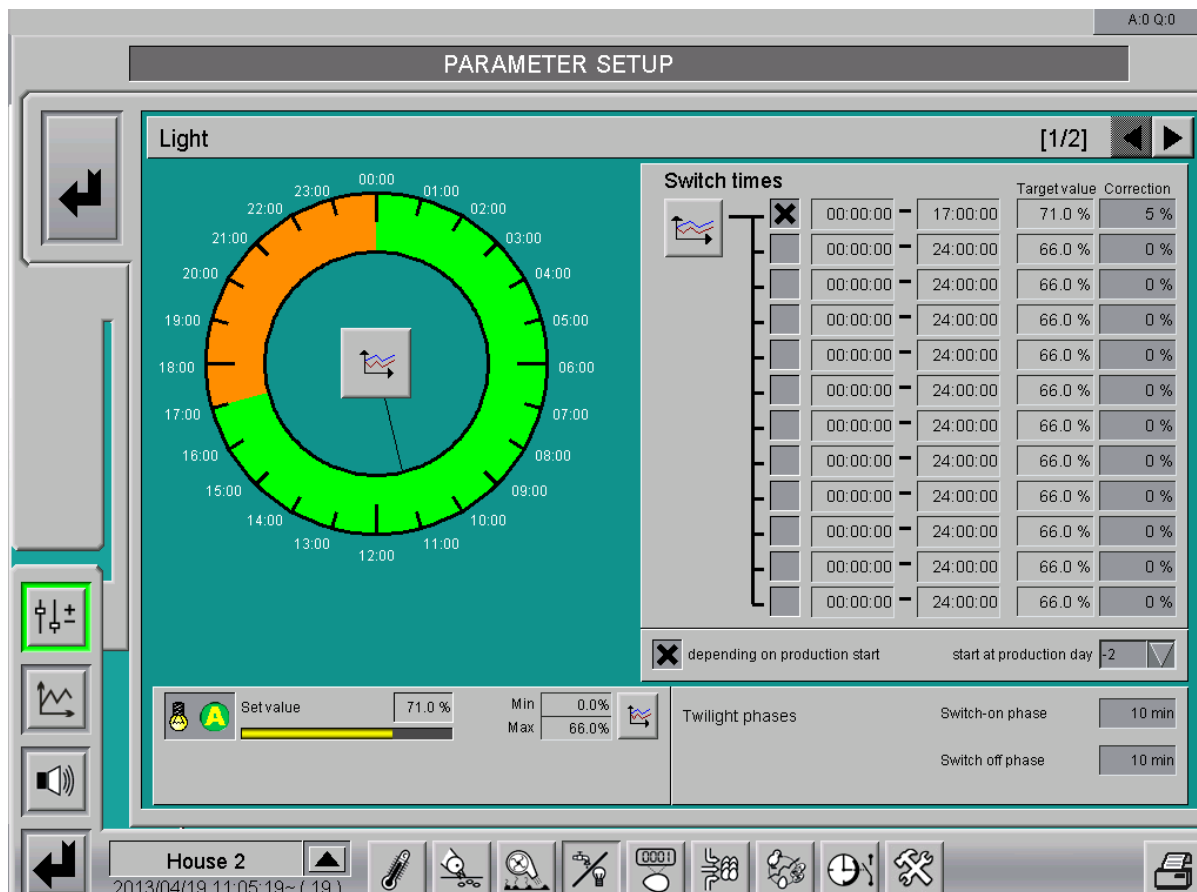 A:0 Q:0
PARAMETER SETUP
Light
[1/2]
00:00
01:00
02:00
03:00
04:00
05:00
06:00
07:00
08:00
09:00
10:00
11:00
12:00
13:00
14:00
15:00
16:00
17:00
18:00
19:00
20:00
21:00
22:00
23:00
Switch times
Target value Correction
00:00:00 - 17:00:00 71.0 % 5 %
00:00:00 - 24:00:00 66.0 % 0 %
00:00:00 - 24:00:00 66.0 % 0 %
00:00:00 - 24:00:00 66.0 % 0 %
00:00:00 - 24:00:00 66.0 % 0 %
00:00:00 - 24:00:00 66.0 % 0 %
00:00:00 - 24:00:00 66.0 % 0 %
00:00:00 - 24:00:00 66.0 % 0 %
00:00:00 - 24:00:00 66.0 % 0 %
00:00:00 - 24:00:00 66.0 % 0 %
00:00:00 - 24:00:00 66.0 % 0 %
00:00:00 - 24:00:00 66.0 % 0 %
depending on production start start at production day -2
A Set value 71.0 % Min 0.0%
Max 66.0%
Twilight phases Switch-on phase 10 min
Switch off phase 10 min
House 2
0001
2013/04/19 11:05:19~ ( 19 )